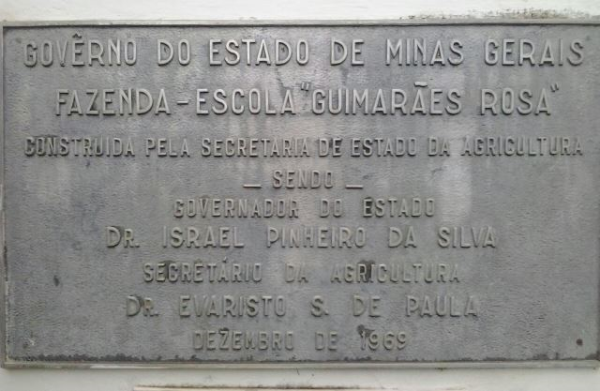 GOVÊRNO DO ESTADO DE MINAS GERAIS
FAZENDA-ESCOLA "GUIMARÃES ROSA"
CONSTRUIDA PELA SECRETARIA DE ESTADO DA AGRICULTURA
— SENDO —
GOVERNADOR DO ESTADO
DR. ISRAEL PINHEIRO DA SILVA
SECRETÁRIO DA AGRICULTURA
DR. EVARISTO S. DE PAULA
DEZEMBRO DE 1969